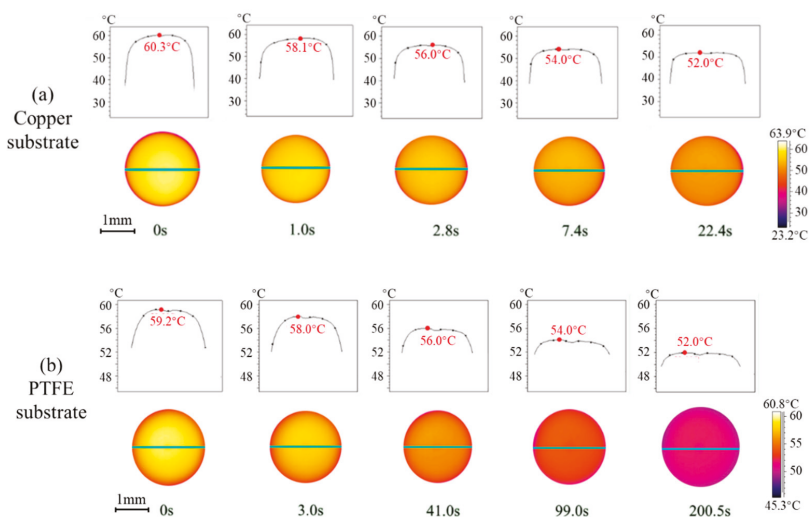 °C °C °C °C °C
60 60 60 60 60
60.3°C 58.1°C 56.0°C 54.0°C 52.0°C
50 50 50 50 50
40 40 40 40 40
30 30 30 30 30
(a)
Copper
substrate
63.9°C
60
50
40
30
23.2°C
1mm
0s 1.0s 2.8s 7.4s 22.4s
°C °C °C °C °C
60 60 60 60 60
59.2°C 58.0°C 56.0°C 54.0°C 52.0°C
56 56 56 56 56
52 52 52 52 52
48 48 48 48 48
(b)
PTFE
substrate
60.8°C
60
55
50
45.3°C
1mm
0s 3.0s 41.0s 99.0s 200.5s